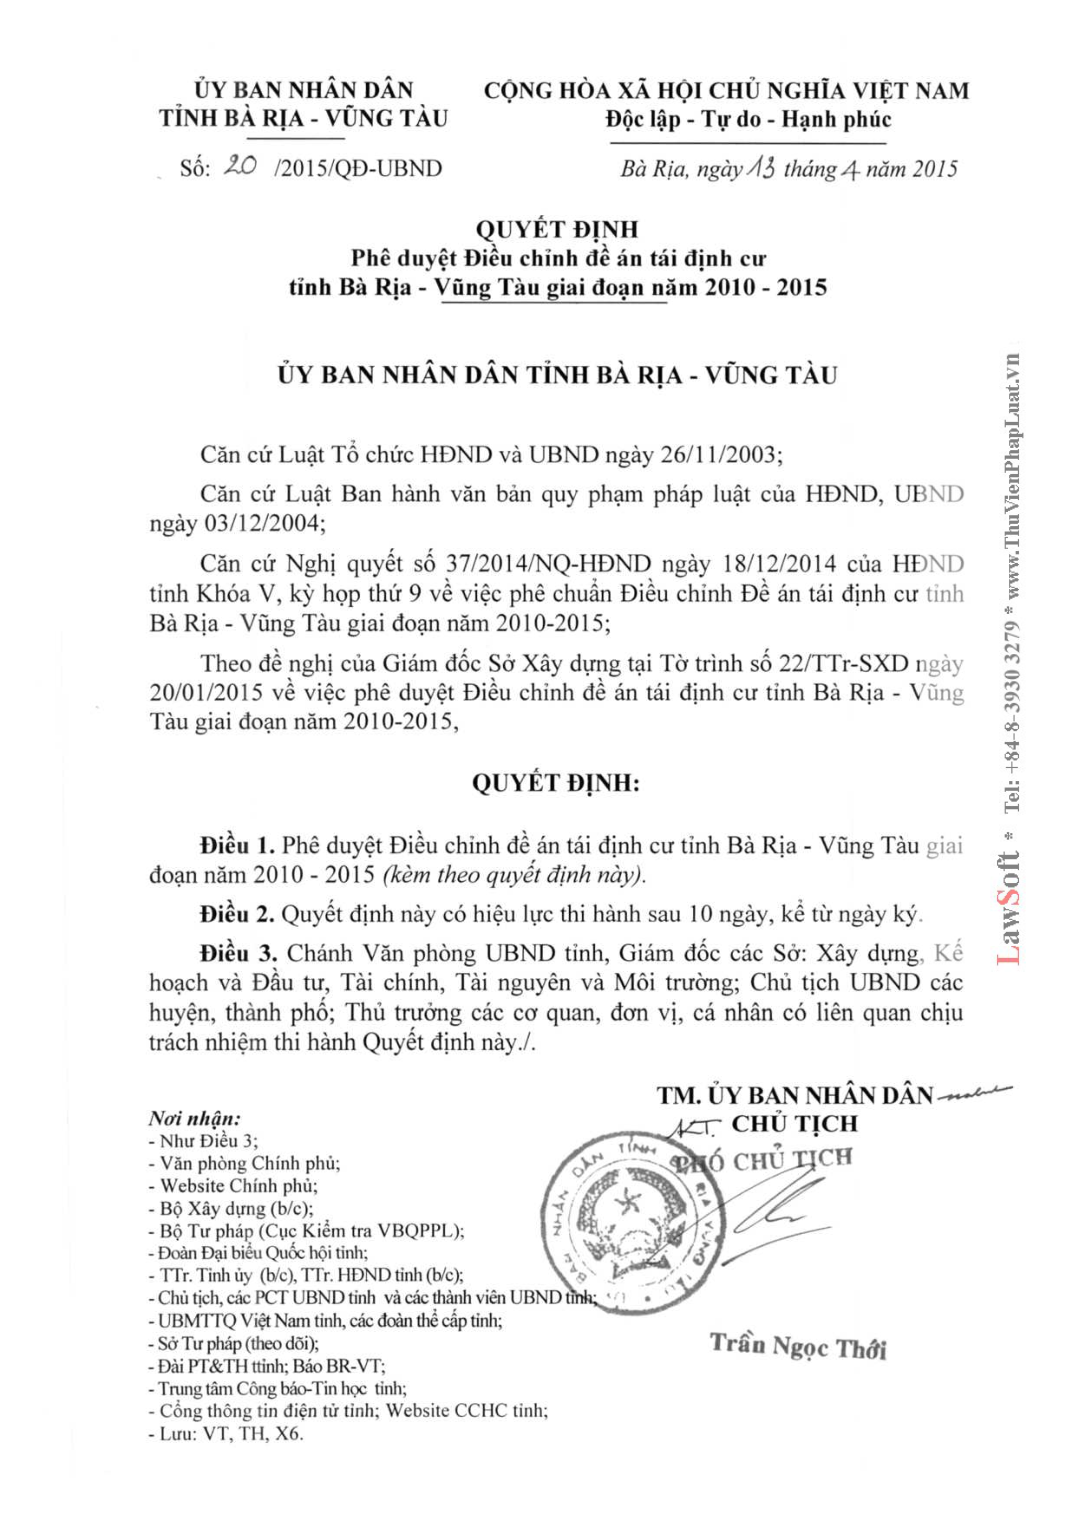 ỦY BAN NHÂN DÂN
TỈNH BÀ RỊA - VŨNG TÀU
CỘNG HÒA XÃ HỘI CHỦ NGHĨA VIỆT NAM
Độc lập - Tự do - Hạnh phúc
Số: 20 /2015/QĐ-UBND
Bà Rịa, ngày 13 tháng 4 năm 2015
QUYẾT ĐỊNH
Phê duyệt Điều chỉnh đề án tái định cư
tỉnh Bà Rịa - Vũng Tàu giai đoạn năm 2010 - 2015
ỦY BAN NHÂN DÂN TỈNH BÀ RỊA - VŨNG TÀU
Căn cứ Luật Tổ chức HĐND và UBND ngày 26/11/2003;
Căn cứ Luật Ban hành văn bản quy phạm pháp luật của HĐND, UBND
ngày 03/12/2004;
Căn cứ Nghị quyết số 37/2014/NQ-HĐND ngày 18/12/2014 của HĐND
tỉnh Khóa V, kỳ họp thứ 9 về việc phê chuẩn Điều chỉnh Đề án tái định cư tỉnh
Bà Rịa - Vũng Tàu giai đoạn năm 2010-2015;
Theo đề nghị của Giám đốc Sở Xây dựng tại Tờ trình số 22/TTr-SXD ngày
20/01/2015 về việc phê duyệt Điều chỉnh đề án tái định cư tỉnh Bà Rịa - Vũng
Tàu giai đoạn năm 2010-2015,
QUYẾT ĐỊNH:
Điều 1. Phê duyệt Điều chỉnh đề án tái định cư tỉnh Bà Rịa - Vũng Tàu giai
đoạn năm 2010 - 2015 (kèm theo quyết định này).
Điều 2. Quyết định này có hiệu lực thi hành sau 10 ngày, kể từ ngày ký.
Điều 3. Chánh Văn phòng UBND tỉnh, Giám đốc các Sở: Xây dựng, Kế
hoạch và Đầu tư, Tài chính, Tài nguyên và Môi trường; Chủ tịch UBND các
huyện, thành phố; Thủ trưởng các cơ quan, đơn vị, cá nhân có liên quan chịu
trách nhiệm thi hành Quyết định này./.
TM. ỦY BAN NHÂN DÂN
KT. CHỦ TỊCH
PHÓ CHỦ TỊCH
BAN NHÂN DÂN TỈNH BÀ RỊA VŨNG TÀU
Trần Ngọc Thới
Nơi nhận:
- Như Điều 3;
- Văn phòng Chính phủ;
- Website Chính phủ;
- Bộ Xây dựng (b/c);
- Bộ Tư pháp (Cục Kiểm tra VBQPPL);
- Đoàn Đại biểu Quốc hội tỉnh;
- TTr. Tỉnh ủy (b/c), TTr. HĐND tỉnh (b/c);
- Chủ tịch, các PCT UBND tỉnh và các thành viên UBND tỉnh;
- UBMTTQ Việt Nam tỉnh, các đoàn thể cấp tỉnh;
- Sở Tư pháp (theo dõi);
- Đài PT&TH ttỉnh; Báo BR-VT;
- Trung tâm Công báo-Tin học tỉnh;
- Cổng thông tin điện tử tỉnh; Website CCHC tỉnh;
- Lưu: VT, TH, X6.
LawSoft * Tel: +84-8-3930 3279 * www.ThuVienPhapLuat.vn